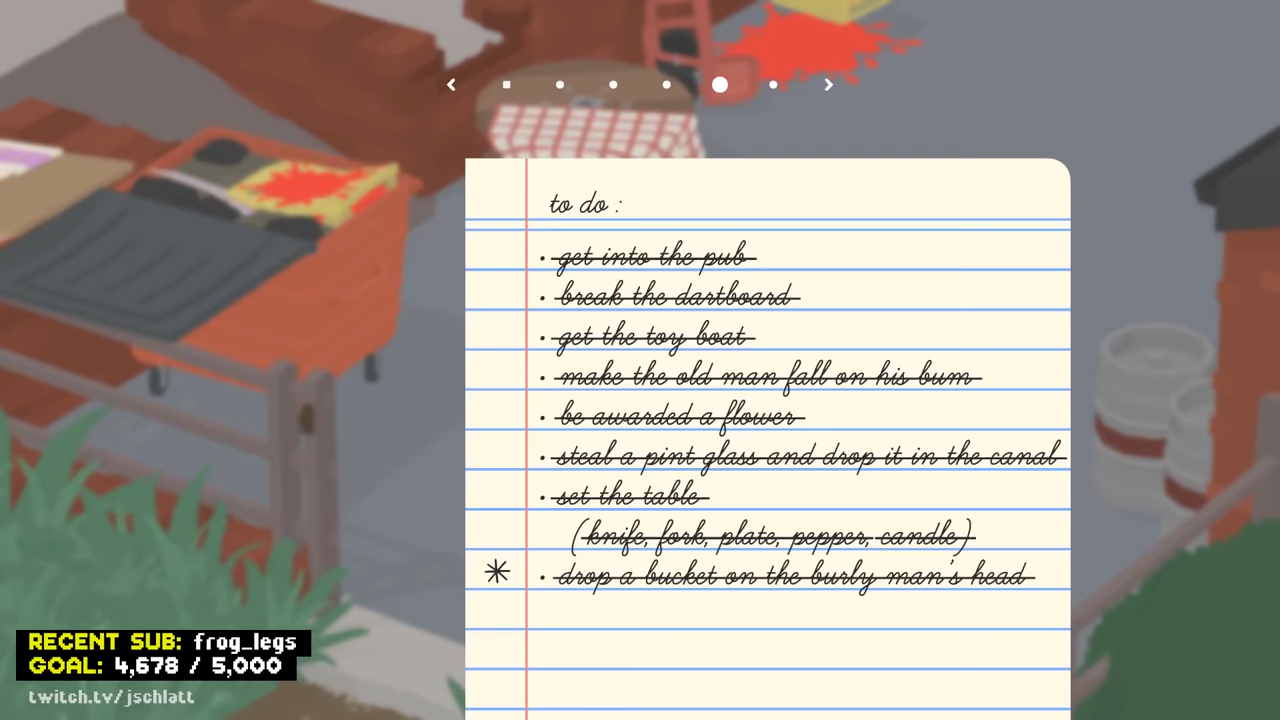 to do :
• get into the pub
• break the dartboard
• get the toy boat
• make the old man fall on his bum
• be awarded a flower
• steal a pint glass and drop it in the canal
• set the table
(knife, fork, plate, pepper, candle)
• drop a bucket on the burly man's head
RECENT SUB: frog_legs
GOAL: 4,678 / 5,000
twitch.tv/jschlatt